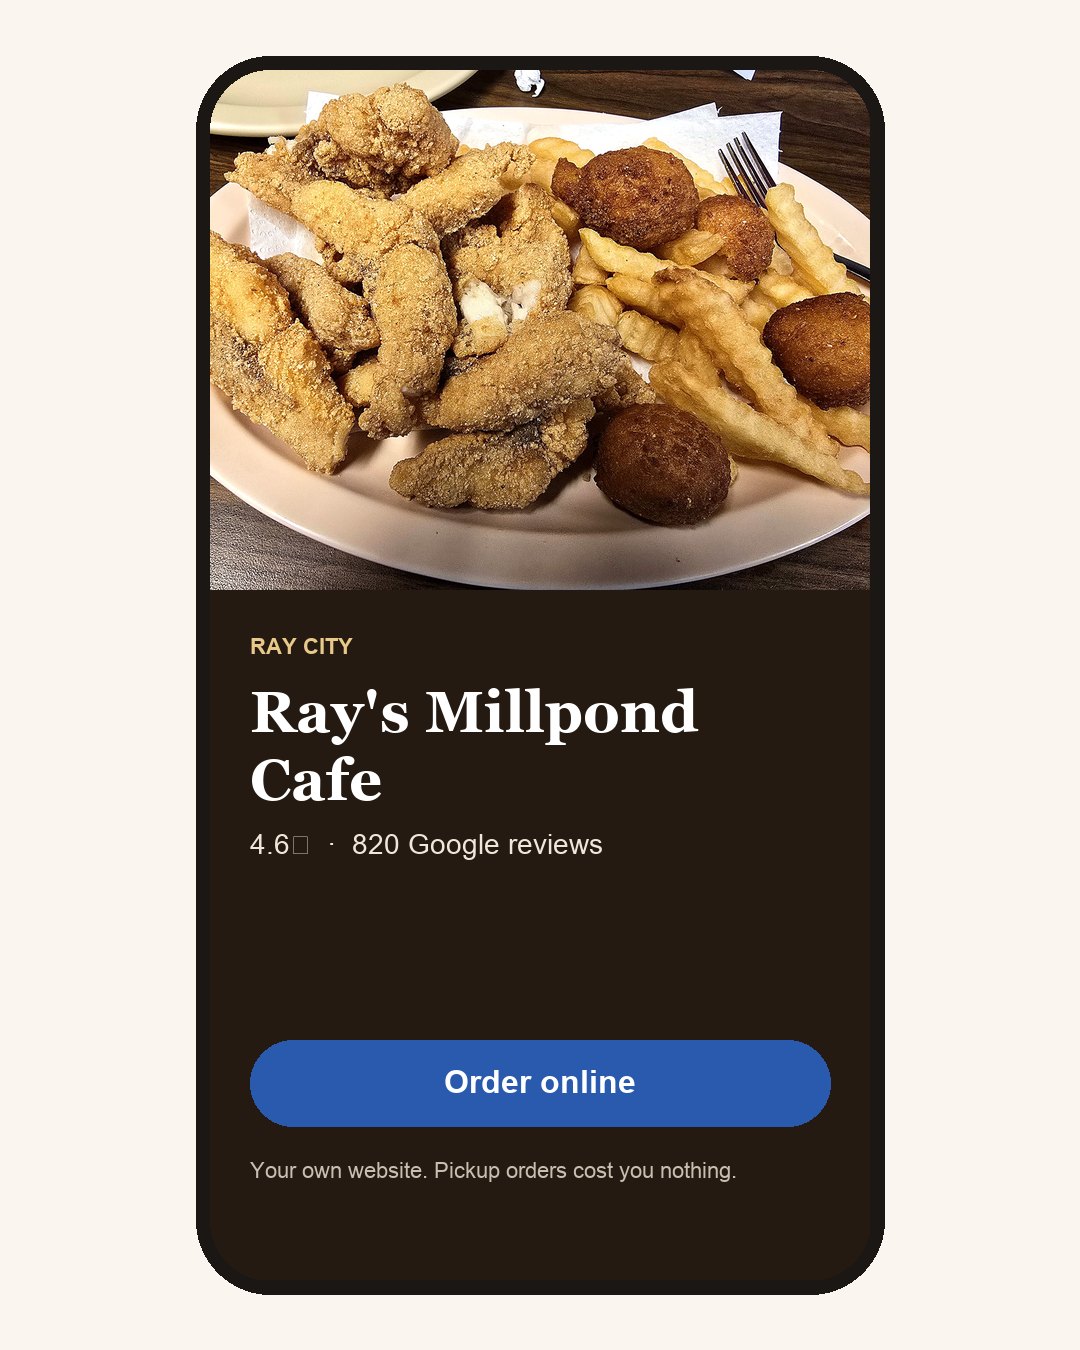 RAY CITY
Ray's Millpond
Cafe
4.6□ · 820 Google reviews
Order online
Your own website. Pickup orders cost you nothing.